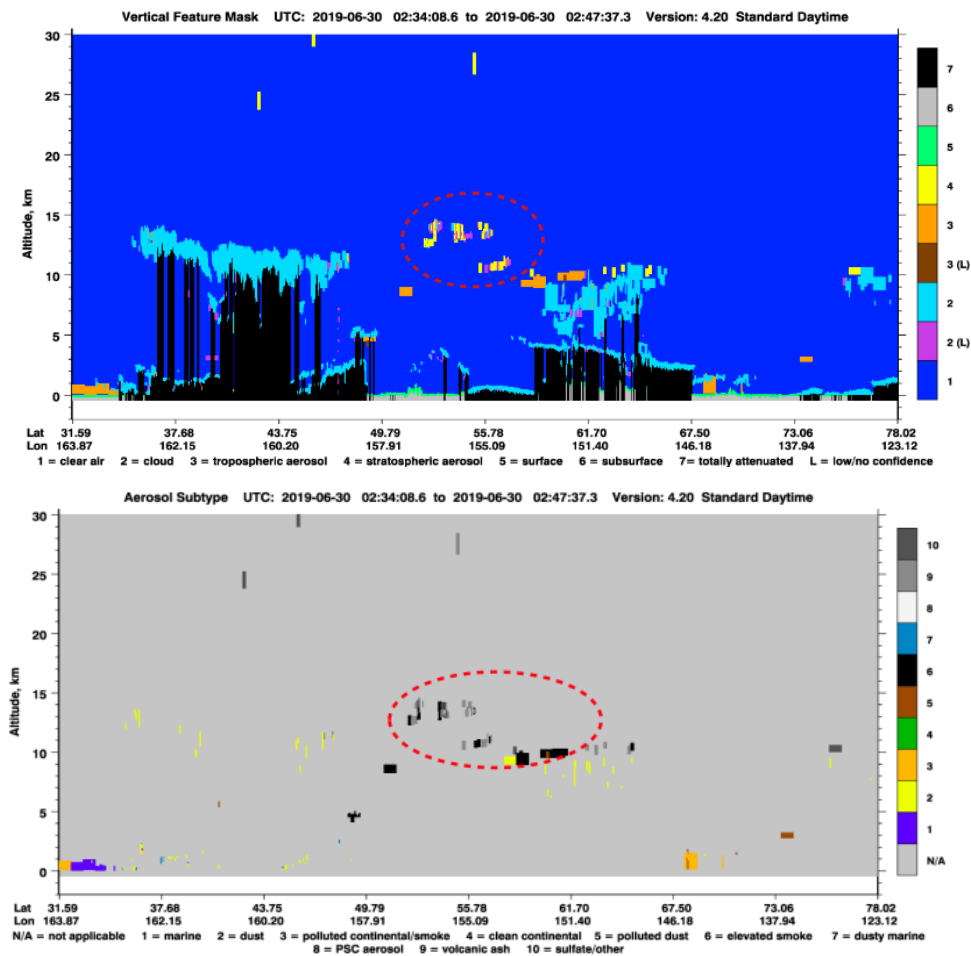 Vertical Feature Mask UTC: 2019-06-30 02:34:08.6 to 2019-06-30 02:47:37.3 Version: 4.20 Standard Daytime
30
25
20
15
10
5
0
Altitude, km
7
6
5
4
3
3 (L)
2
2 (L)
1
Lat 31.59 37.68 43.75 49.79 55.78 61.70 67.50 73.06 78.02
Lon 163.87 162.15 160.20 157.91 155.09 151.40 146.18 137.94 123.12
1 = clear air 2 = cloud 3 = tropospheric aerosol 4 = stratospheric aerosol 5 = surface 6 = subsurface 7= totally attenuated L = low/no confidence
Aerosol Subtype UTC: 2019-06-30 02:34:08.6 to 2019-06-30 02:47:37.3 Version: 4.20 Standard Daytime
30
25
20
15
10
5
0
Altitude, km
10
9
8
7
6
5
4
3
2
1
N/A
Lat 31.59 37.68 43.75 49.79 55.78 61.70 67.50 73.06 78.02
Lon 163.87 162.15 160.20 157.91 155.09 151.40 146.18 137.94 123.12
N/A = not applicable 1 = marine 2 = dust 3 = polluted continental/smoke 4 = clean continental 5 = polluted dust 6 = elevated smoke 7 = dusty marine
8 = PSC aerosol 9 = volcanic ash 10 = sulfate/other